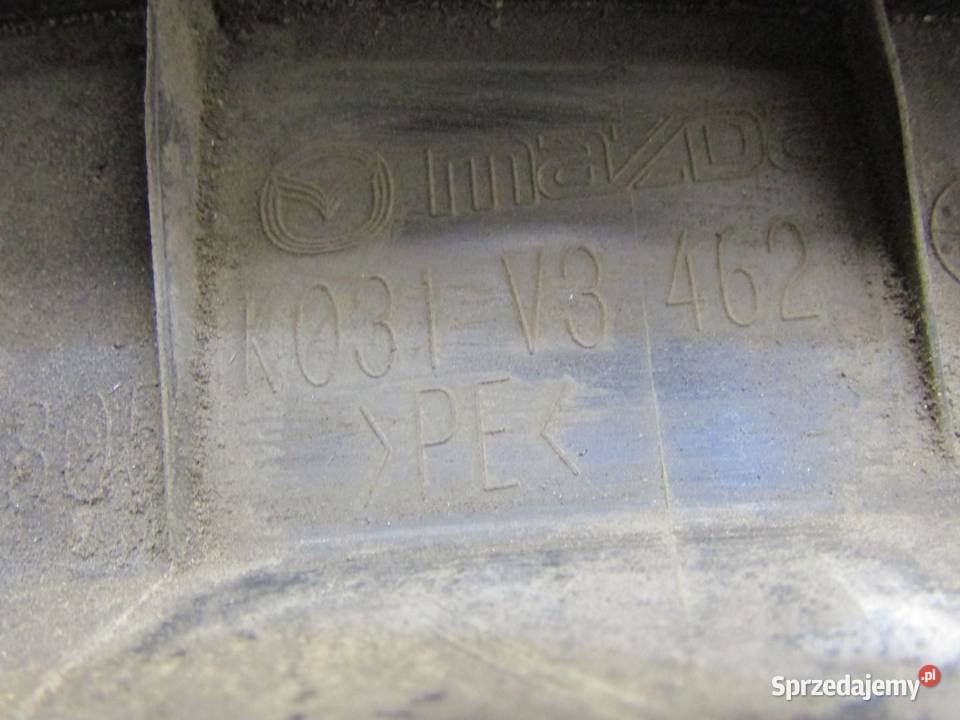 mazda
K031-V3 462
>PE<
Sprzedajemy.pl